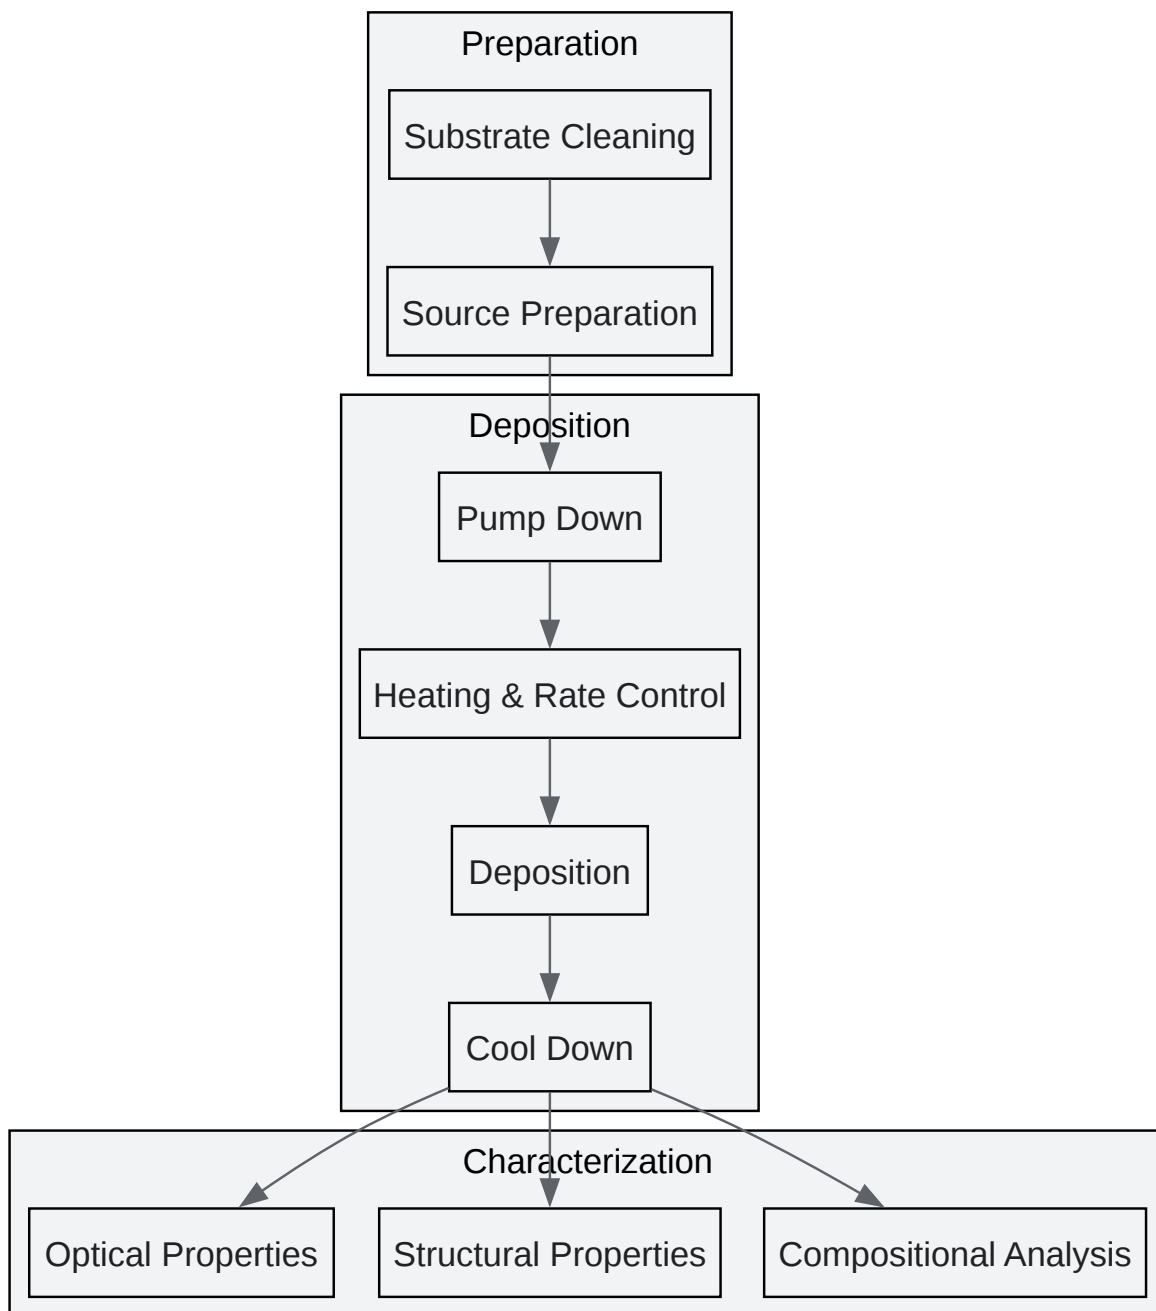 Preparation
Substrate Cleaning
Source Preparation
Deposition
Pump Down
Heating & Rate Control
Deposition
Cool Down
Characterization
Optical Properties
Structural Properties
Compositional Analysis